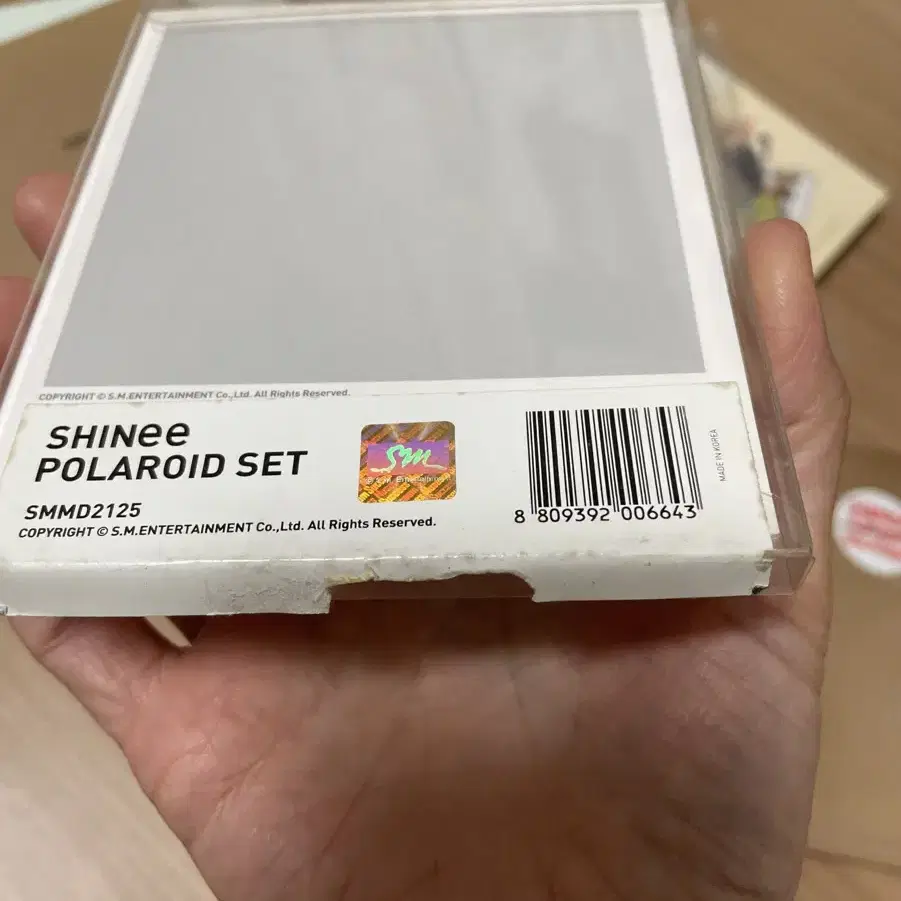 COPYRIGHT © S.M.ENTERTAINMENT Co.,Ltd. All Rights Reserved.
SHINee
POLAROID SET
SMMD2125
COPYRIGHT © S.M.ENTERTAINMENT Co.,Ltd. All Rights Reserved.
SM
8 809392 006643
MADE IN KOREA